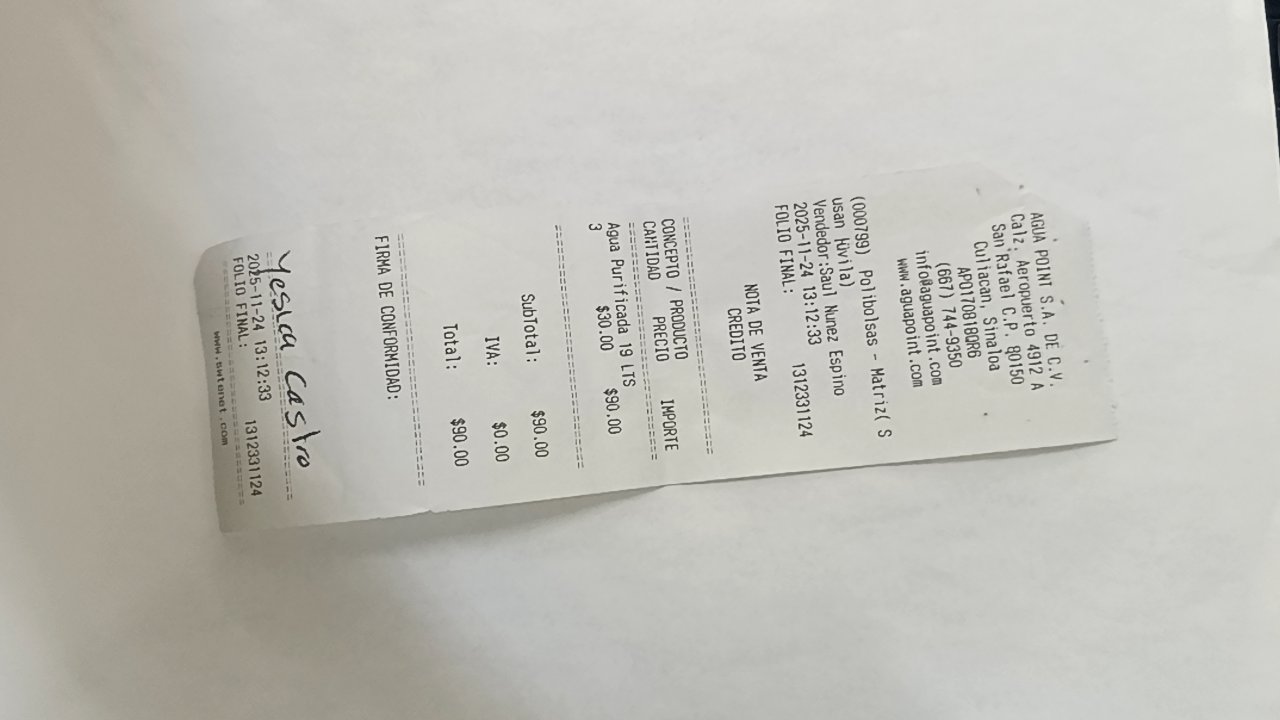 AGUA POINT S.A. DE C.V.
Calz. Aeropuerto 4912 A
San Rafael C.P. 80150
Culiacan, Sinaloa
APO170818QR6
(667) 744-9350
info@aguapoint.com
www.aguapoint.com
(000799) Polibolsas - Matriz( S
usan Hvila)
Vendedor:Saul Nunez Espino
2025-11-24 13:12:33
FOLIO FINAL: 1312331124
NOTA DE VENTA
CREDITO
CONCEPTO / PRODUCTO
CANTIDAD PRECIO IMPORTE
Agua Purificada 19 LTS
3 $30.00 $90.00
SubTotal: $90.00
IVA: $0.00
Total: $90.00
FIRMA DE CONFORMIDAD:
Yesica Castro
2025-11-24 13:12:33
FOLIO FINAL: 1312331124